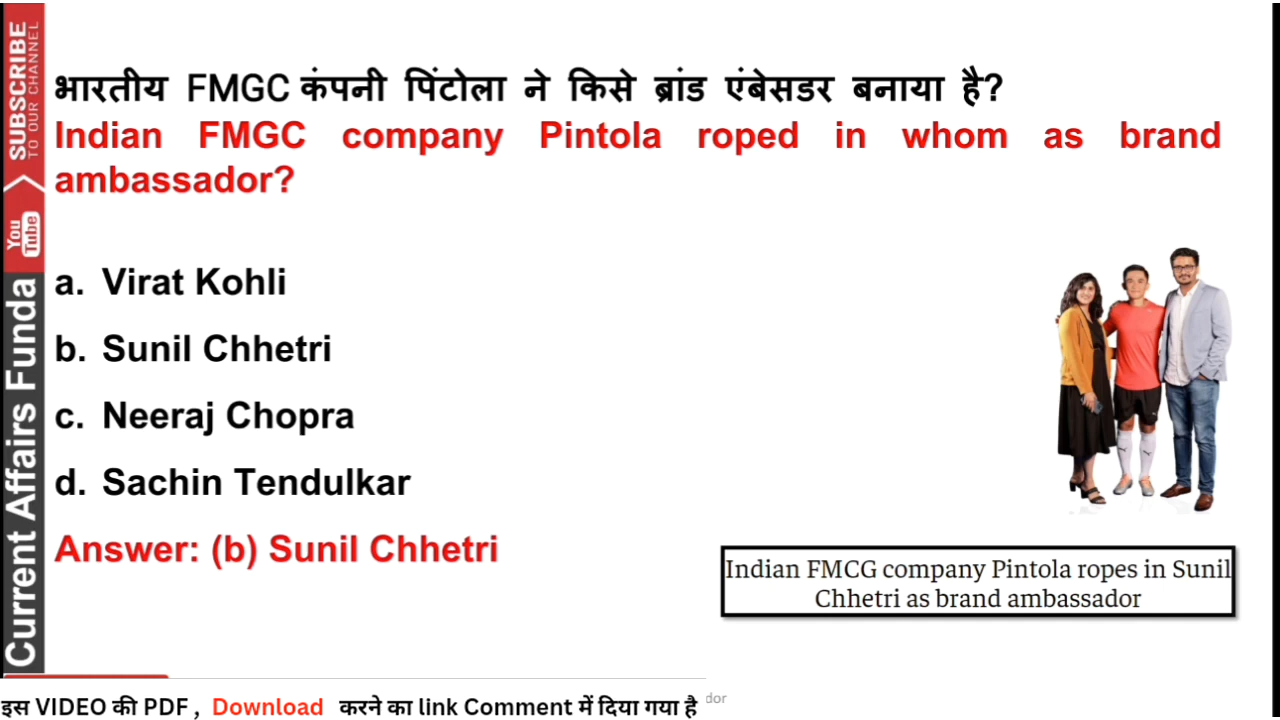 SUBSCRIBE
TO OUR CHANNEL
You
Tube
Current Affairs Funda
भारतीय FMGC कंपनी पिंटोला ने किसे ब्रांड एंबेसडर बनाया है?
Indian FMGC company Pintola roped in whom as brand
ambassador?
a. Virat Kohli
b. Sunil Chhetri
c. Neeraj Chopra
d. Sachin Tendulkar
Answer: (b) Sunil Chhetri
Indian FMCG company Pintola ropes in Sunil
Chhetri as brand ambassador
इस VIDEO की PDF , Download करने का link Comment में दिया गया है
dor